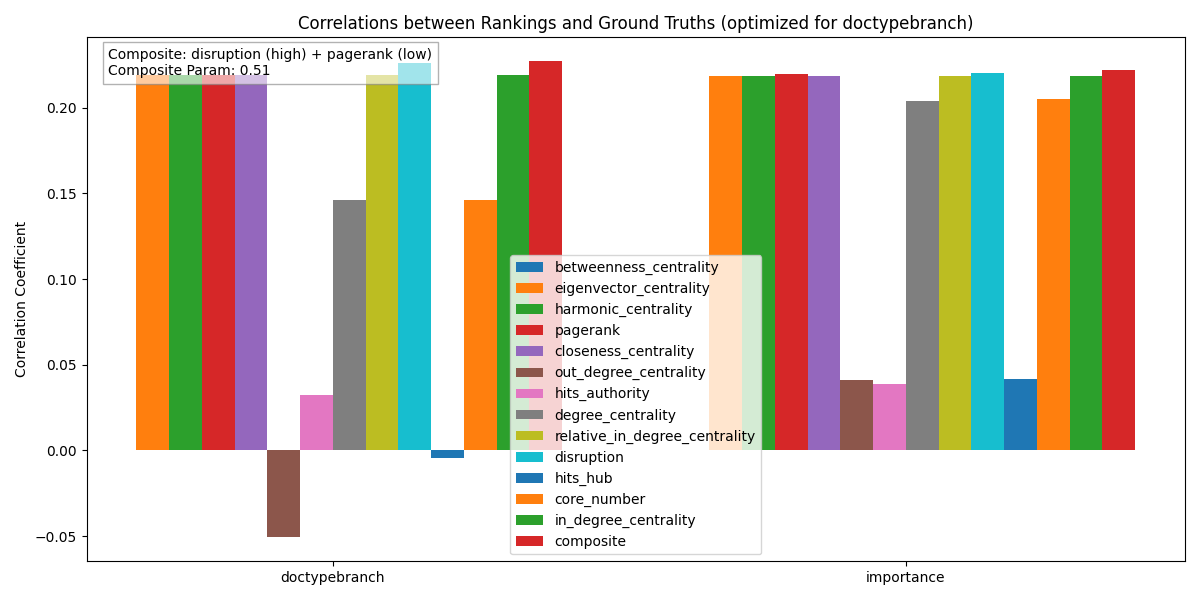 Correlations between Rankings and Ground Truths (optimized for doctypebranch)
Composite: disruption (high) + pagerank (low)
Composite Param: 0.51
Correlation Coefficient
0.20
0.15
0.10
0.05
0.00
−0.05
betweenness_centrality
eigenvector_centrality
harmonic_centrality
pagerank
closeness_centrality
out_degree_centrality
hits_authority
degree_centrality
relative_in_degree_centrality
disruption
hits_hub
core_number
in_degree_centrality
composite
doctypebranch
importance